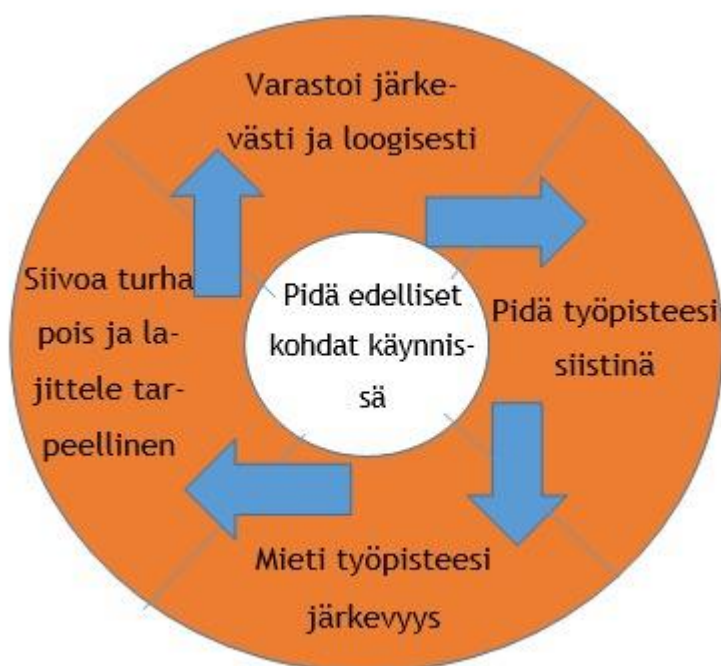 Varastoi järke-
västi ja loogisesti
Siivoa turha
pois ja la-
jittele tar-
peellinen
Pidä edelliset
kohdat käynnis-
sä
Pidä työpisteesi
siistinä
Mieti työpisteesi
järkevyys